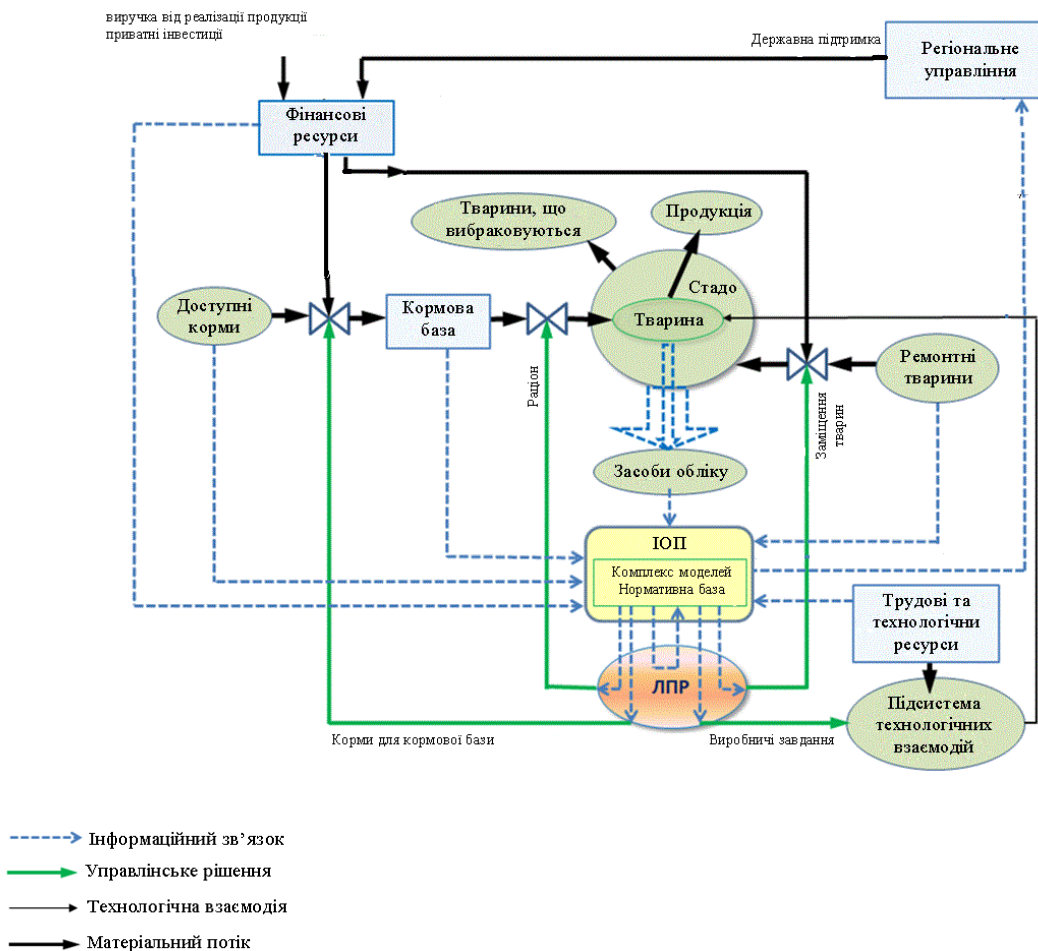 виручка від реалізації продукції
приватні інвестиції
Державна підтримка
Регіональне
управління
Фінансові
ресурси
Тварини, що
вибраковуються
Продукція
Стадо
Тварина
Доступні
корми
Кормова
база
Ремонтні
тварини
Раціон
Заміщення
тварин
Засоби обліку
ІОП
Комплекс моделей
Нормативна база
Трудові та
технологічни
ресурси
ЛПР
Підсистема
технологічних
взаємодій
Корми для кормової бази
Виробничі завдання
Інформаційний зв’язок
Управлінське рішення
Технологічна взаємодія
Матеріальний потік